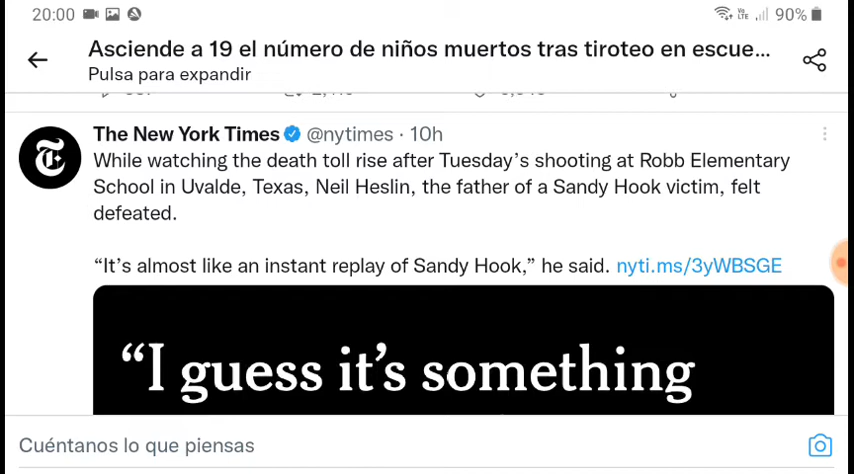 20:00 Vo LTE 90%
Asciende a 19 el número de niños muertos tras tiroteo en escue...
Pulsa para expandir
The New York Times @nytimes · 10h
While watching the death toll rise after Tuesday’s shooting at Robb Elementary
School in Uvalde, Texas, Neil Heslin, the father of a Sandy Hook victim, felt
defeated.
“It’s almost like an instant replay of Sandy Hook,” he said. nyti.ms/3yWBSGE
“I guess it’s something
Cuéntanos lo que piensas